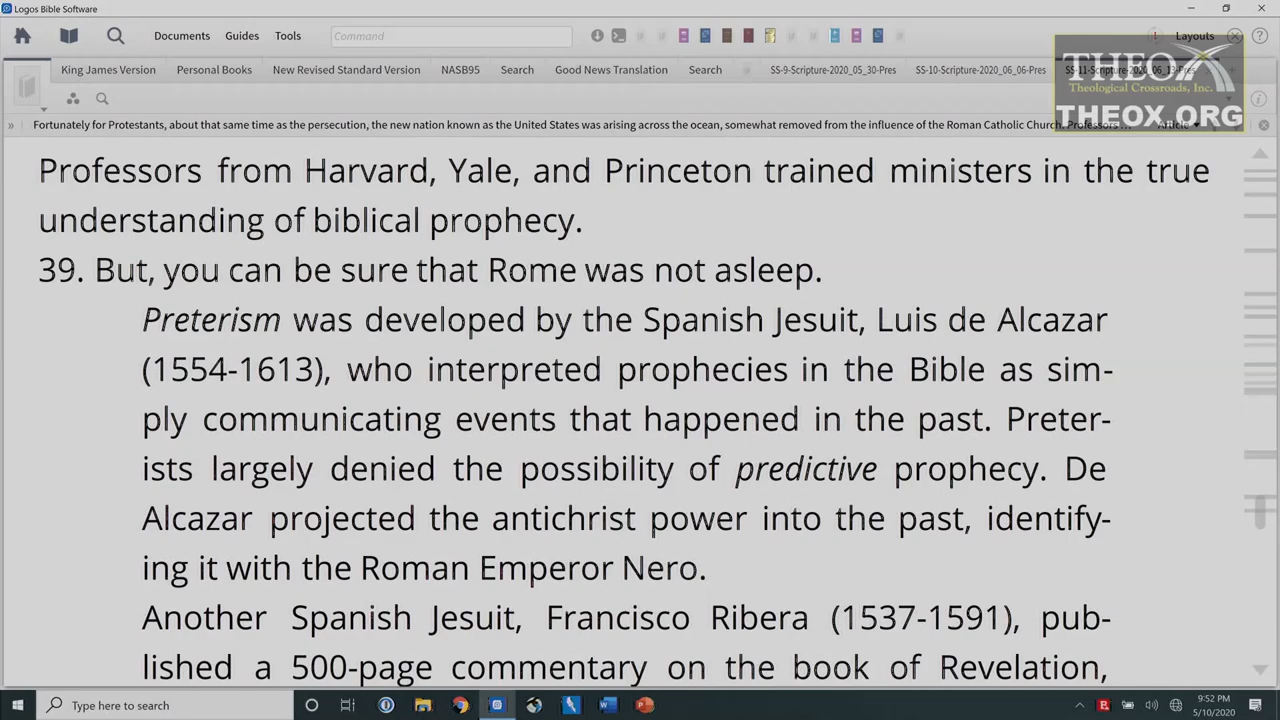 Logos Bible Software
Documents Guides Tools Command Layouts
THEOX
Theological Crossroads, Inc.
THEOX.ORG
King James Version Personal Books Search Good News Translation Search SS-9-Scripture-2020_05_30-Pres SS-10-Scripture-2020_06_06-Pres SS-11-Scripture-2020_06_13-Pres
Fortunately for Protestants, about that same time as the persecution, the reformation known as the United States was arising across the ocean, somewhat removed from the influence of the Roman Catholic Church. Professors ... Article
Professors from Harvard, Yale, and Princeton trained ministers in the true
understanding of biblical prophecy.
39. But, you can be sure that Rome was not asleep.
Preterism was developed by the Spanish Jesuit, Luis de Alcazar
(1554-1613), who interpreted prophecies in the Bible as sim-
ply communicating events that happened in the past. Preter-
ists largely denied the possibility of predictive prophecy. De
Alcazar projected the antichrist power into the past, identify-
ing it with the Roman Emperor Nero.
Another Spanish Jesuit, Francisco Ribera (1537-1591), pub-
lished a 500-page commentary on the book of Revelation,
Type here to search
9:52 PM
5/10/2020